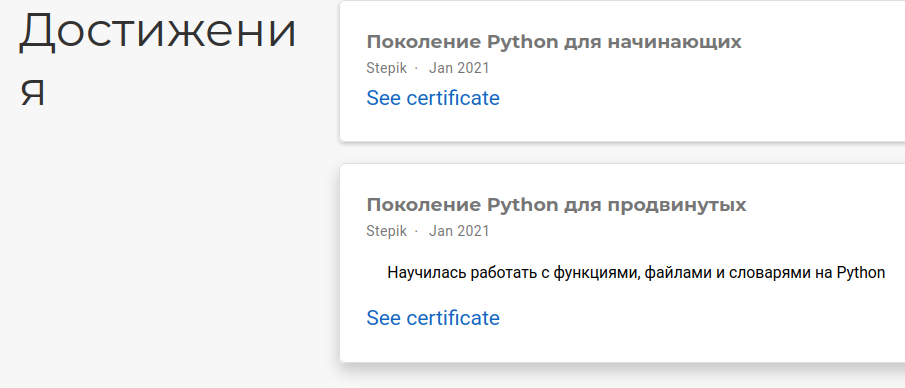 Достижени
я
Поколение Python для начинающих
Stepik · Jan 2021
See certificate
Поколение Python для продвинутых
Stepik · Jan 2021
Научилась работать с функциями, файлами и словарями на Python
See certificate